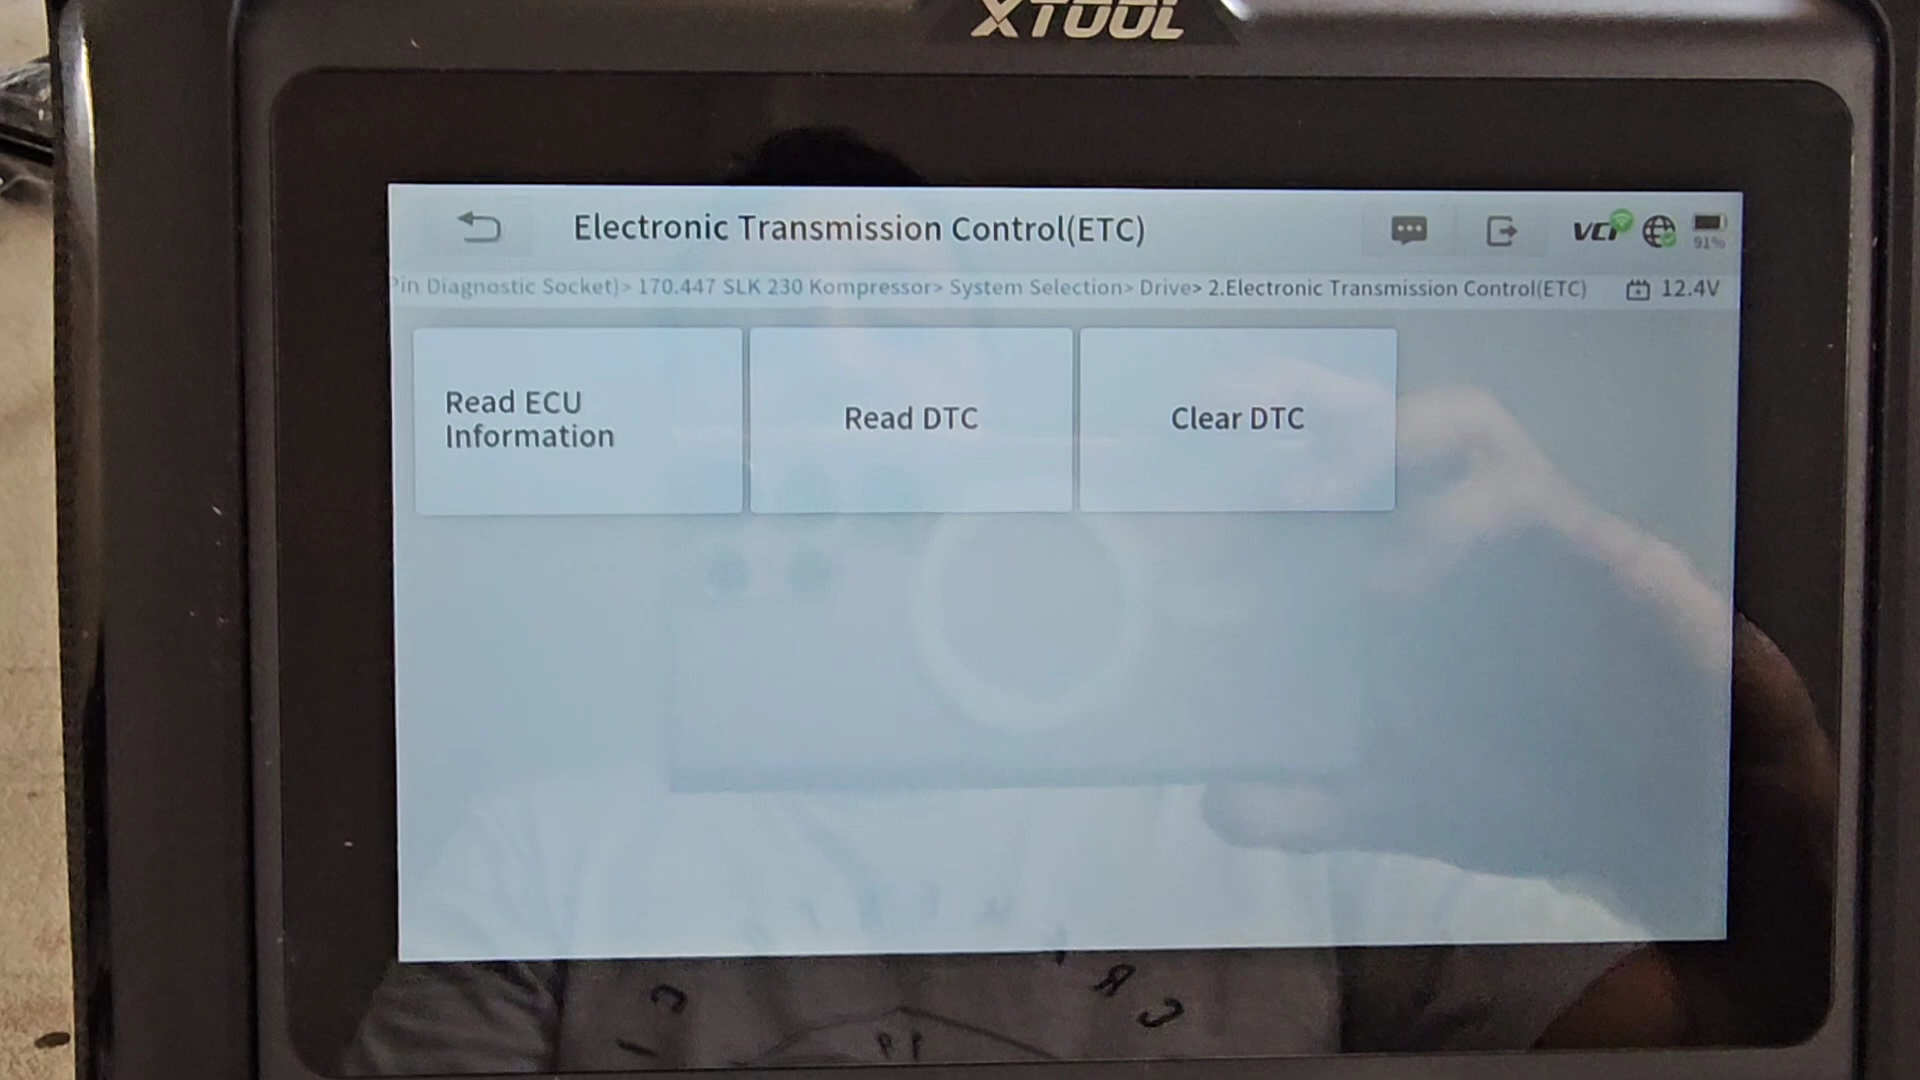 XTOOL
Electronic Transmission Control(ETC)
VCI
91%
Pin Diagnostic Socket)> 170.447 SLK 230 Kompressor> System Selection> Drive> 2.Electronic Transmission Control(ETC)
12.4V
Read ECU
Information
Read DTC
Clear DTC